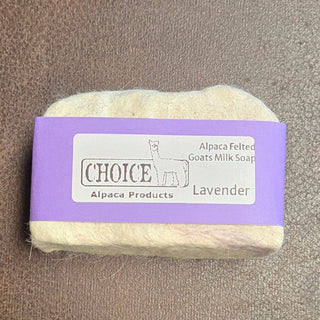 Alpaca Felted
Goats Milk Soap
CHOICE
Alpaca Products
Lavender